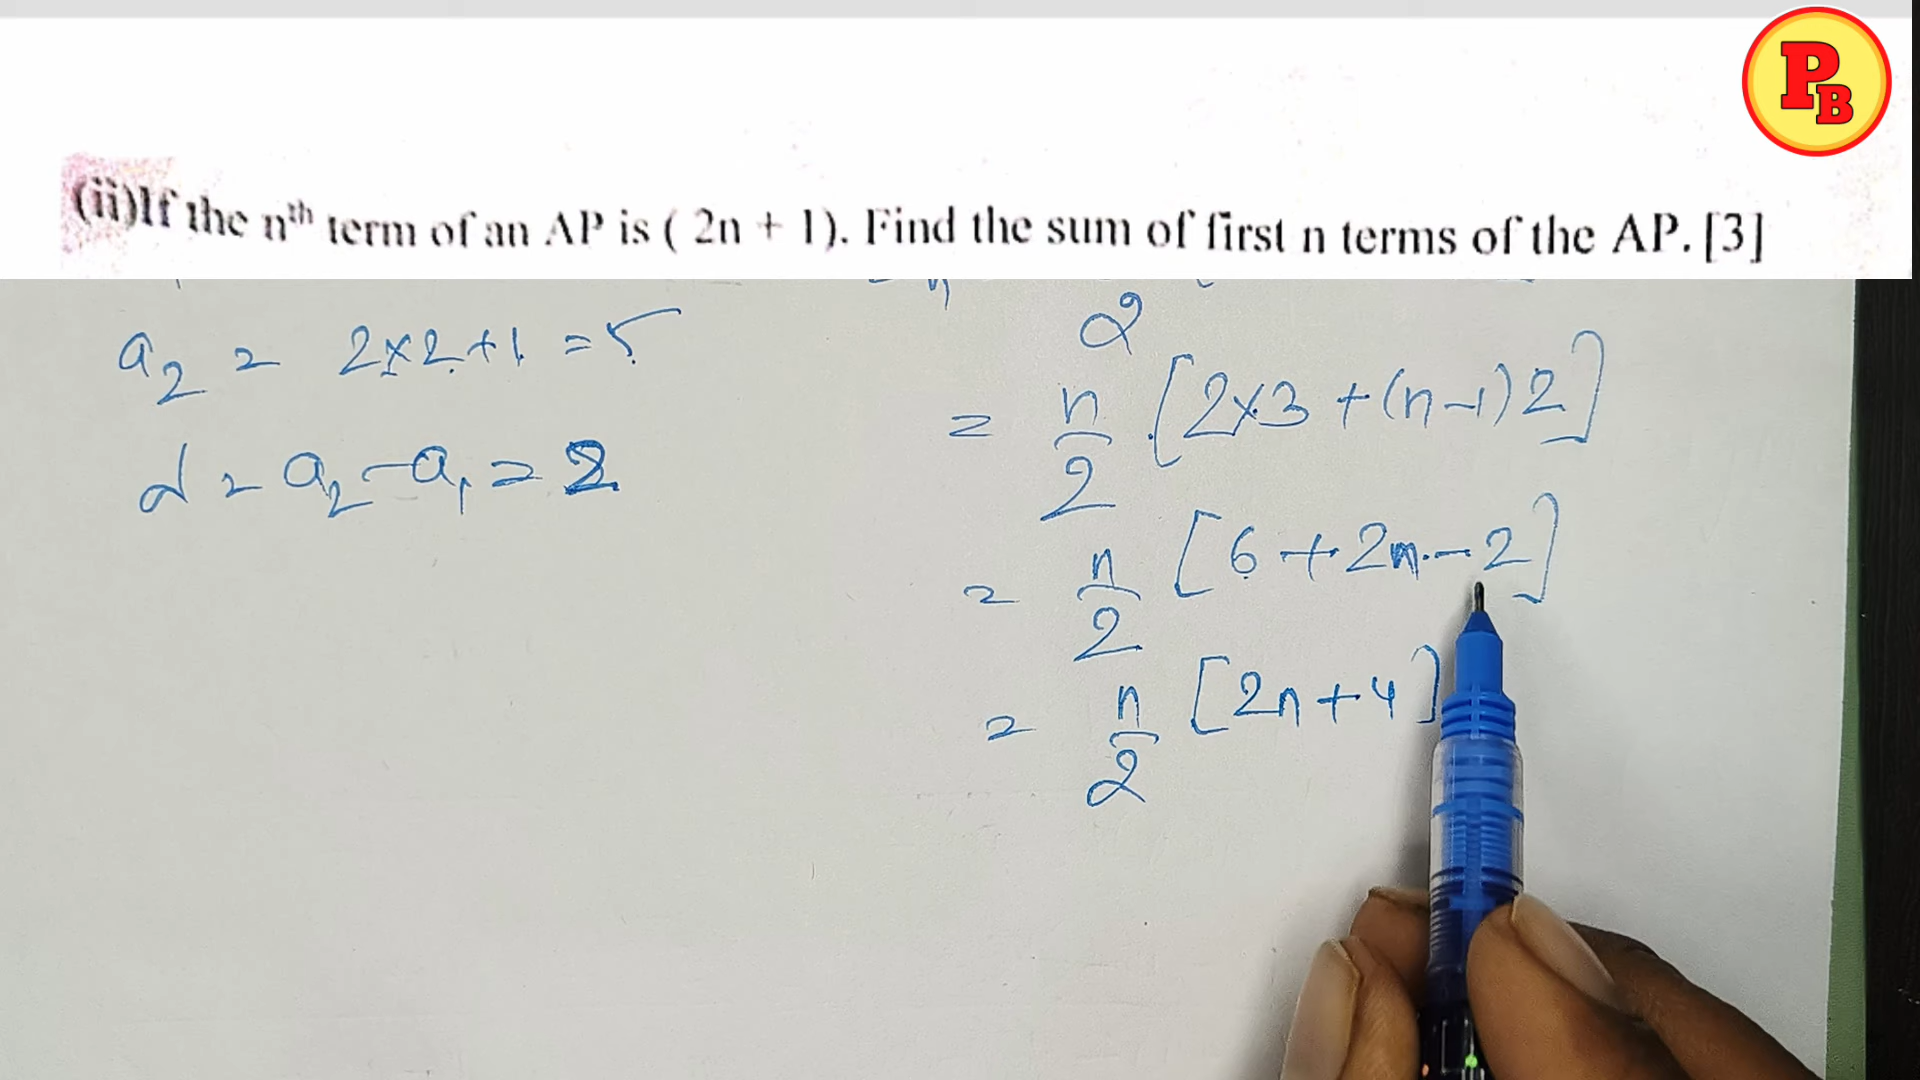 PB
(ii)If the nth term of an AP is ( 2n + 1). Find the sum of first n terms of the AP. [3]
a2 = 2×2+1 = 5
d = a2 - a1 = 2
2
= n/2 [2×3 + (n-1)2]
= n/2 [6 + 2n - 2]
= n/2 [2n + 4]